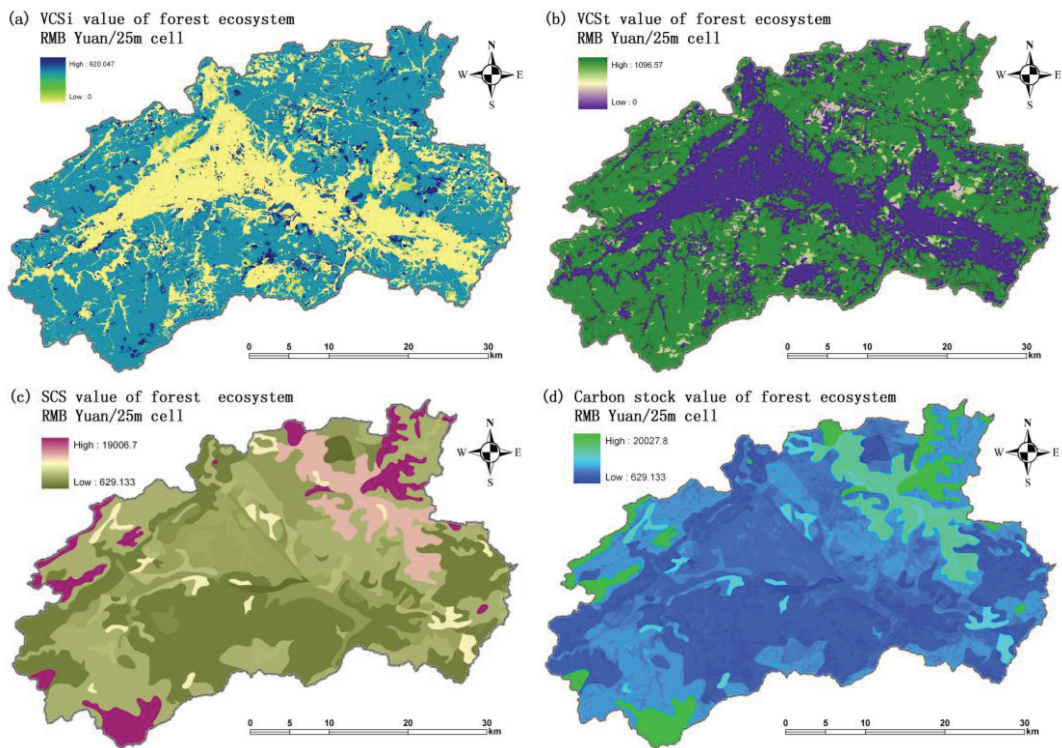 (a) VCSi value of forest ecosystem
RMB Yuan/25m cell
High : 920.047
Low : 0
N
W E
S
0 5 10 20 30
km
(b) VCSt value of forest ecosystem
RMB Yuan/25m cell
High : 1096.57
Low : 0
N
W E
S
0 5 10 20 30
km
(c) SCS value of forest ecosystem
RMB Yuan/25m cell
High : 19006.7
Low : 629.133
N
W E
S
0 5 10 20 30
km
(d) Carbon stock value of forest ecosystem
RMB Yuan/25m cell
High : 20027.8
Low : 629.133
N
W E
S
0 5 10 20 30
km